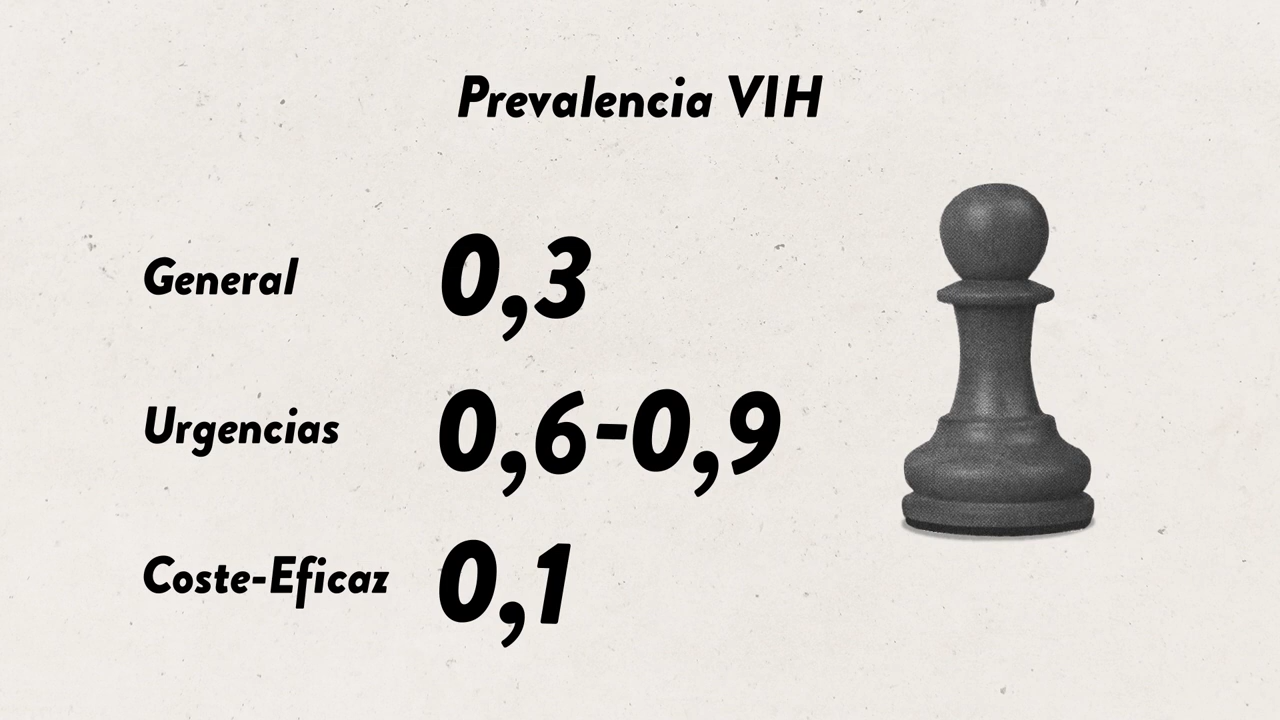 Prevalencia VIH
General 0,3
Urgencias 0,6-0,9
Coste-Eficaz 0,1